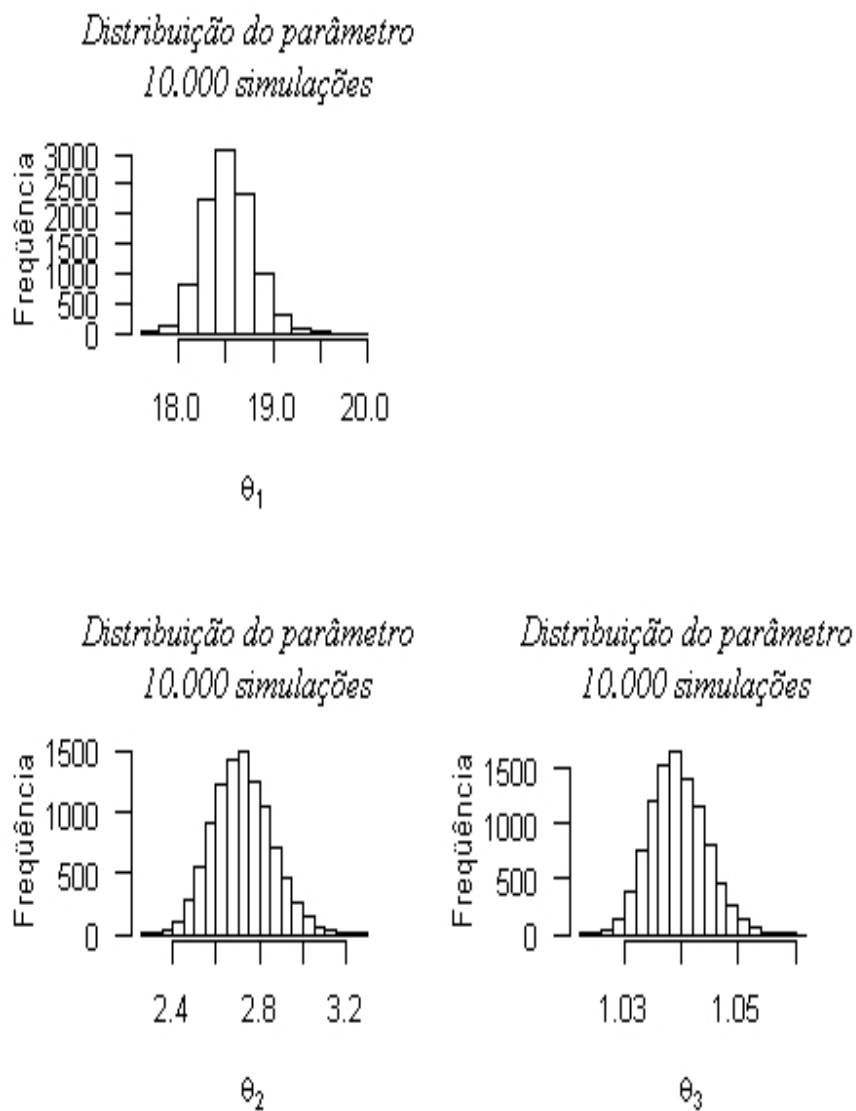 Distribuição do parâmetro
10.000 simulações
Freqüência
3000
2500
2000
1500
1000
500
0
18.0 19.0 20.0
θ1
Distribuição do parâmetro
10.000 simulações
Freqüência
1500
1000
500
0
2.4 2.8 3.2
θ2
Distribuição do parâmetro
10.000 simulações
Freqüência
1500
1000
500
0
1.03 1.05
θ3